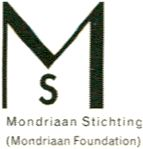 M
S
Mondriaan Stichting
(Mondriaan Foundation)